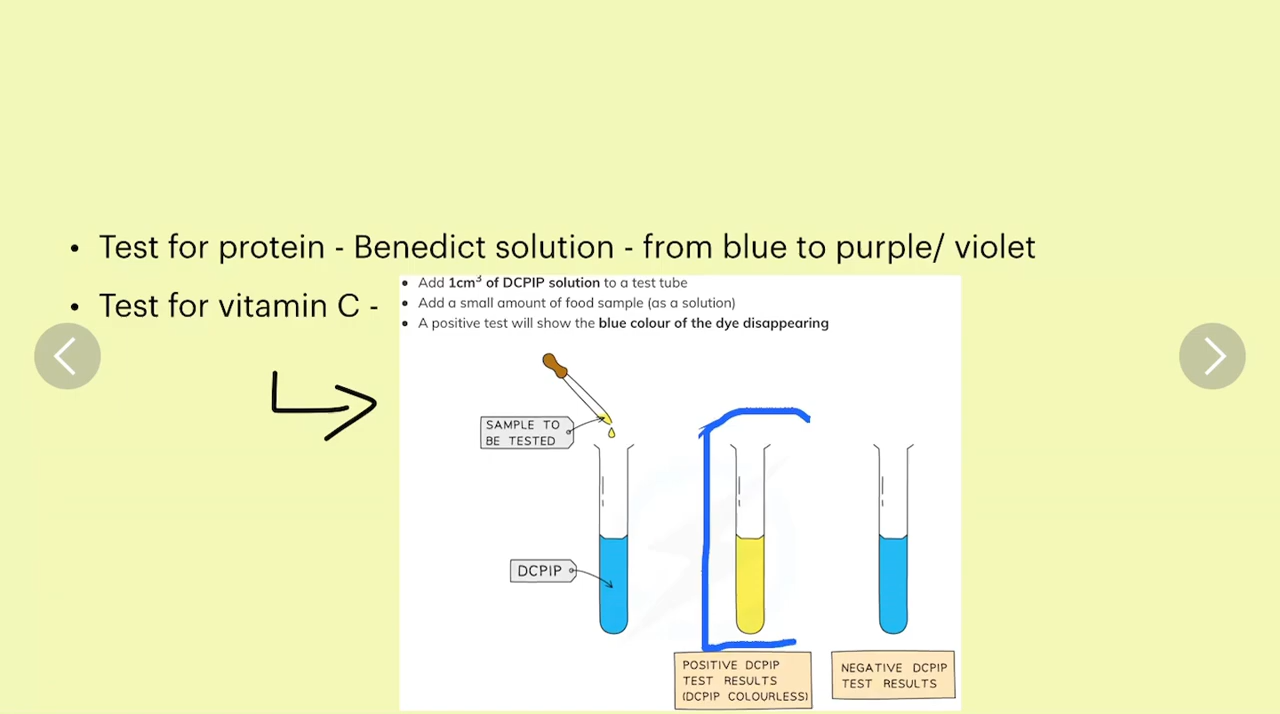 • Test for protein - Benedict solution - from blue to purple/ violet
• Test for vitamin C -
• Add 1cm³ of DCPIP solution to a test tube
• Add a small amount of food sample (as a solution)
• A positive test will show the blue colour of the dye disappearing
SAMPLE TO
BE TESTED
DCPIP
POSITIVE DCPIP
TEST RESULTS
(DCPIP COLOURLESS)
NEGATIVE DCPIP
TEST RESULTS